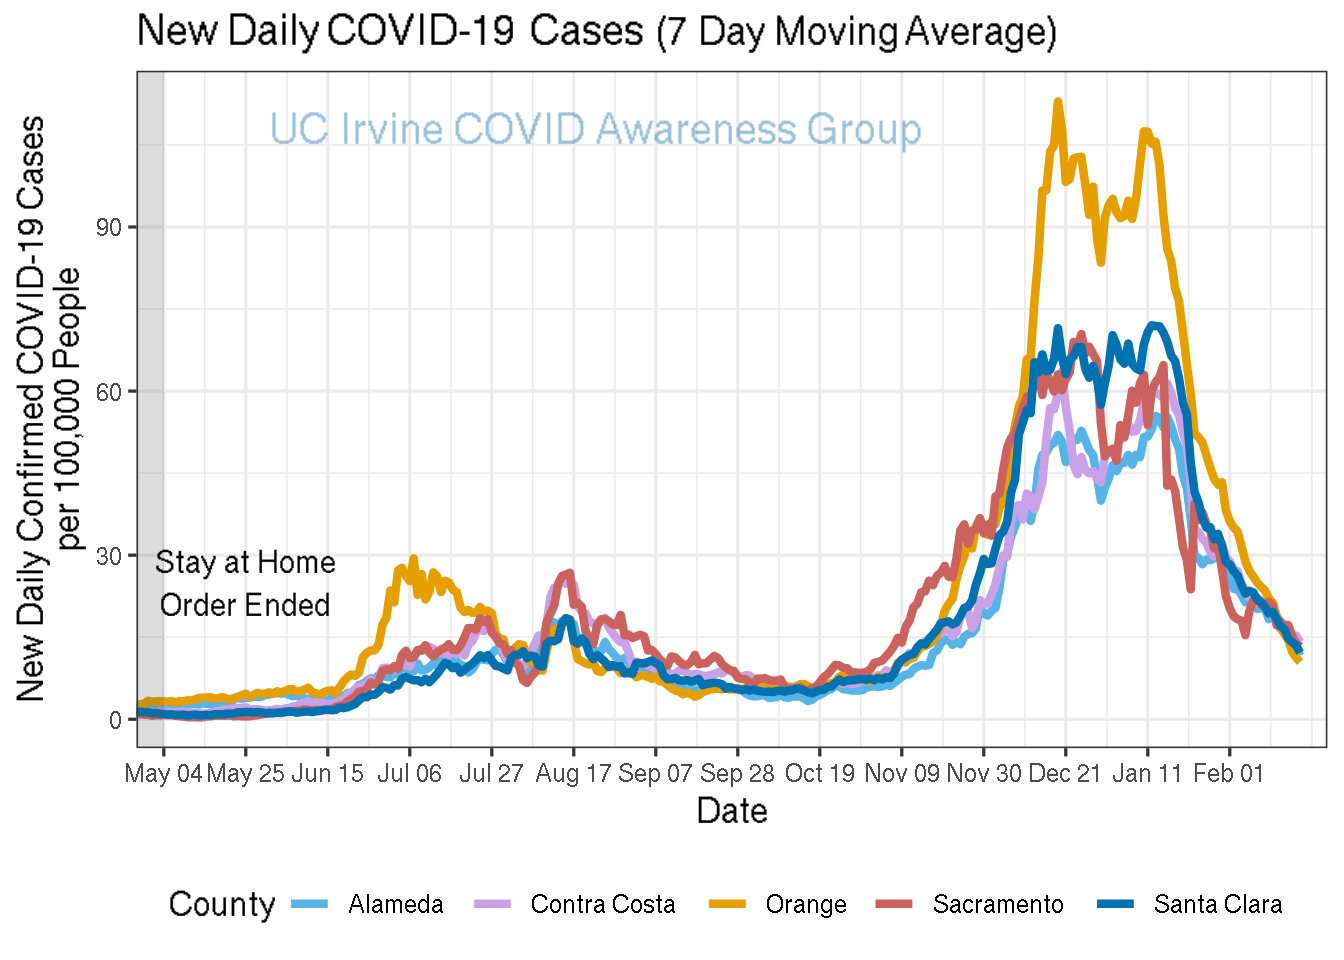 New Daily COVID-19 Cases (7 Day Moving Average)
UC Irvine COVID Awareness Group
New Daily Confirmed COVID-19 Cases
per 100,000 People
90
60
30
0
Stay at Home
Order Ended
May 04 May 25 Jun 15 Jul 06 Jul 27 Aug 17 Sep 07 Sep 28 Oct 19 Nov 09 Nov 30 Dec 21 Jan 11 Feb 01
Date
County Alameda Contra Costa Orange Sacramento Santa Clara